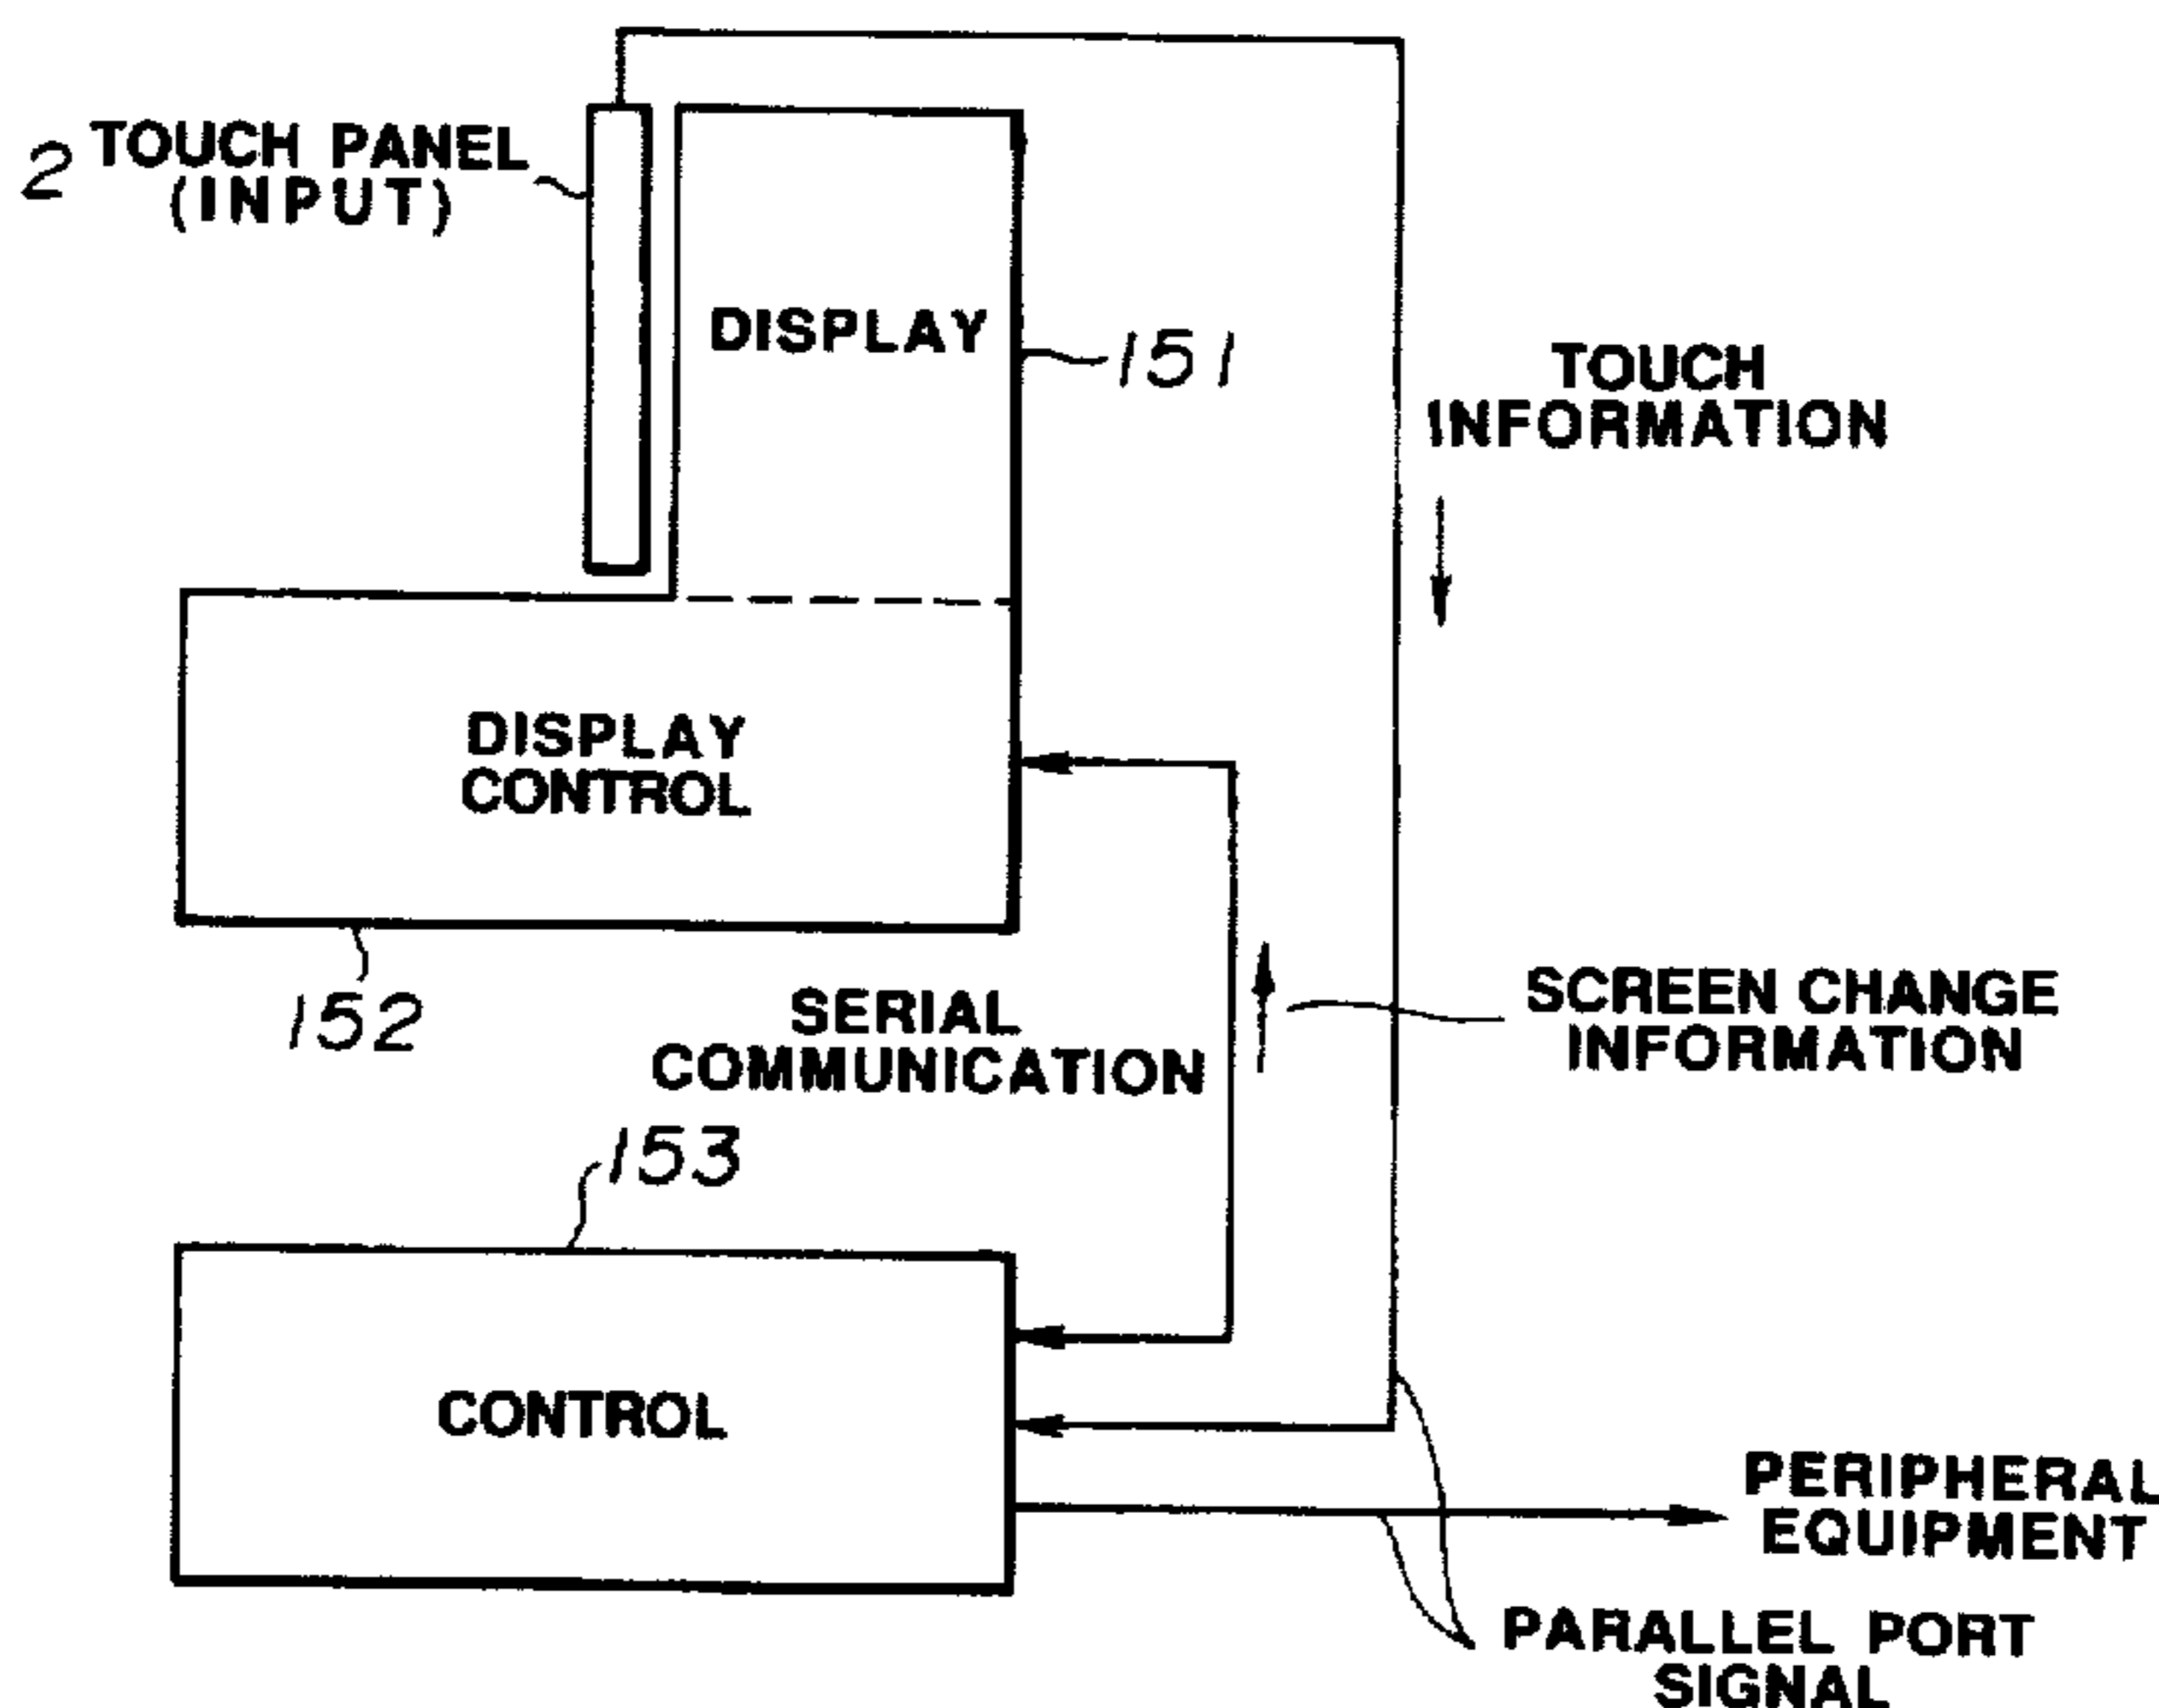 2 TOUCH PANEL
(INPUT)
DISPLAY
151
TOUCH
INFORMATION
DISPLAY
CONTROL
152
SERIAL
COMMUNICATION
SCREEN CHANGE
INFORMATION
153
CONTROL
PERIPHERAL
EQUIPMENT
PARALLEL PORT
SIGNAL